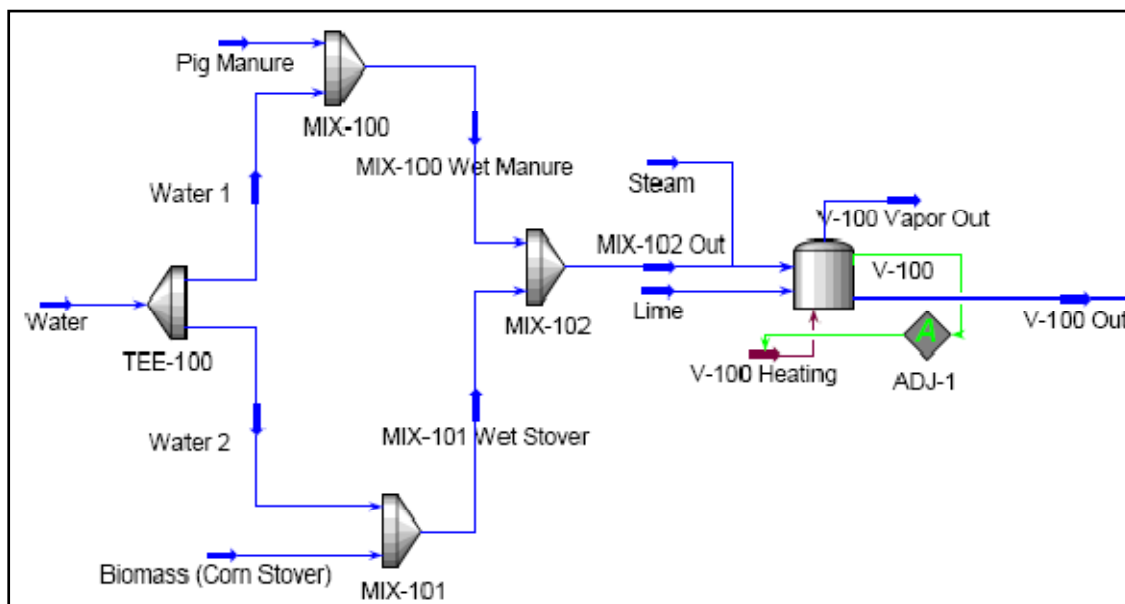 Pig Manure
MIX-100
MIX-100 Wet Manure
Water 1
Steam
V-100 Vapor Out
MIX-102 Out
V-100
Water
Lime
MIX-102
V-100 Out
TEE-100
A
V-100 Heating
ADJ-1
Water 2
MIX-101 Wet Stover
Biomass (Corn Stover)
MIX-101